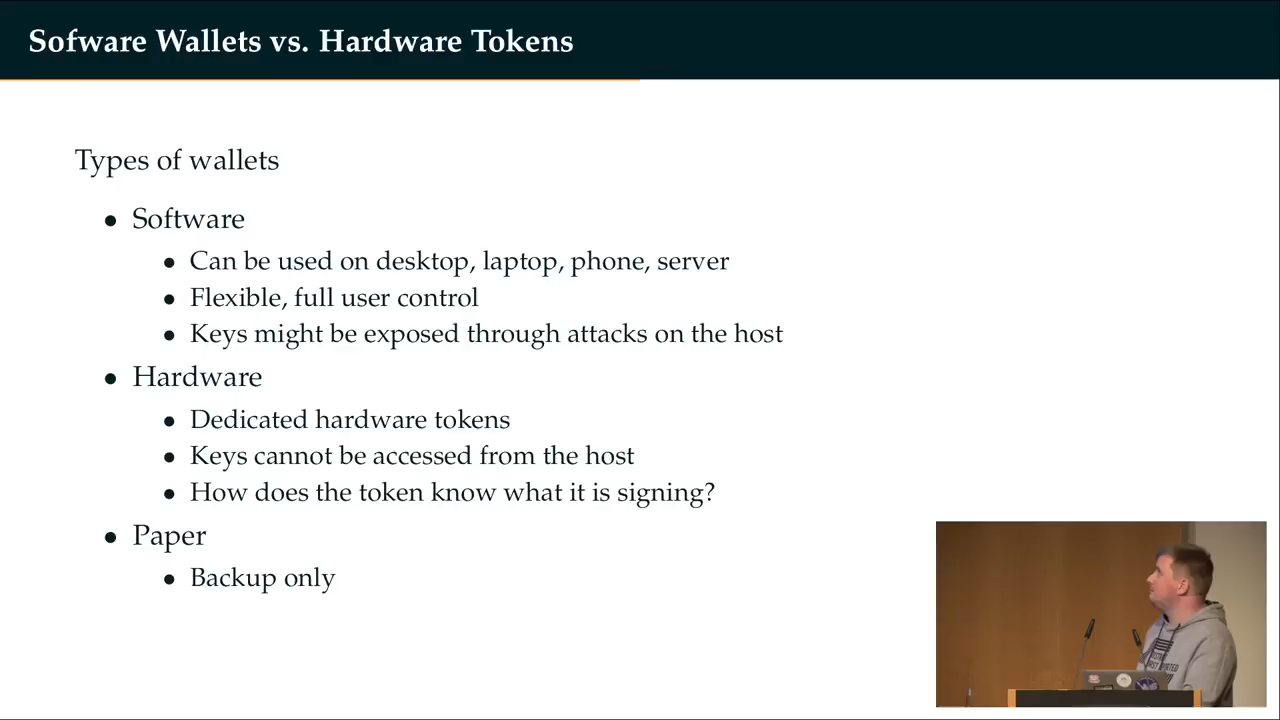 Sofware Wallets vs. Hardware Tokens
Types of wallets
• Software
• Can be used on desktop, laptop, phone, server
• Flexible, full user control
• Keys might be exposed through attacks on the host
• Hardware
• Dedicated hardware tokens
• Keys cannot be accessed from the host
• How does the token know what it is signing?
• Paper
• Backup only